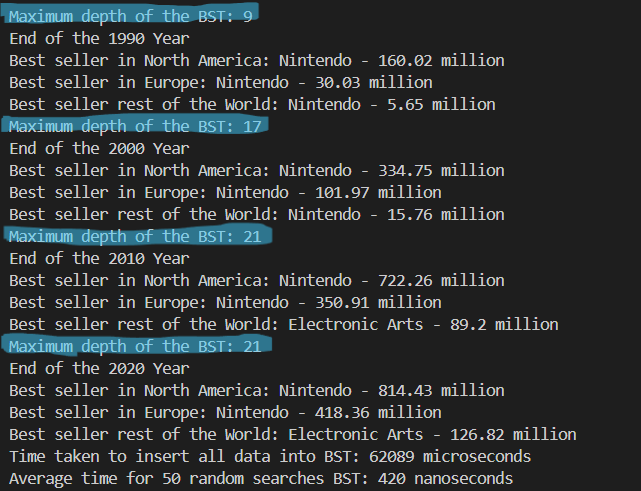 Maximum depth of the BST: 9
End of the 1990 Year
Best seller in North America: Nintendo - 160.02 million
Best seller in Europe: Nintendo - 30.03 million
Best seller rest of the World: Nintendo - 5.65 million
Maximum depth of the BST: 17
End of the 2000 Year
Best seller in North America: Nintendo - 334.75 million
Best seller in Europe: Nintendo - 101.97 million
Best seller rest of the World: Nintendo - 15.76 million
Maximum depth of the BST: 21
End of the 2010 Year
Best seller in North America: Nintendo - 722.26 million
Best seller in Europe: Nintendo - 350.91 million
Best seller rest of the World: Electronic Arts - 89.2 million
Maximum depth of the BST: 21
End of the 2020 Year
Best seller in North America: Nintendo - 814.43 million
Best seller in Europe: Nintendo - 418.36 million
Best seller rest of the World: Electronic Arts - 126.82 million
Time taken to insert all data into BST: 62089 microseconds
Average time for 50 random searches BST: 420 nanoseconds